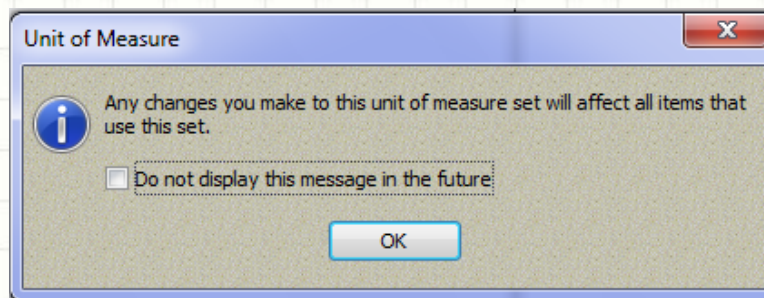 Unit of Measure
Any changes you make to this unit of measure set will affect all items that
use this set.
Do not display this message in the future
OK